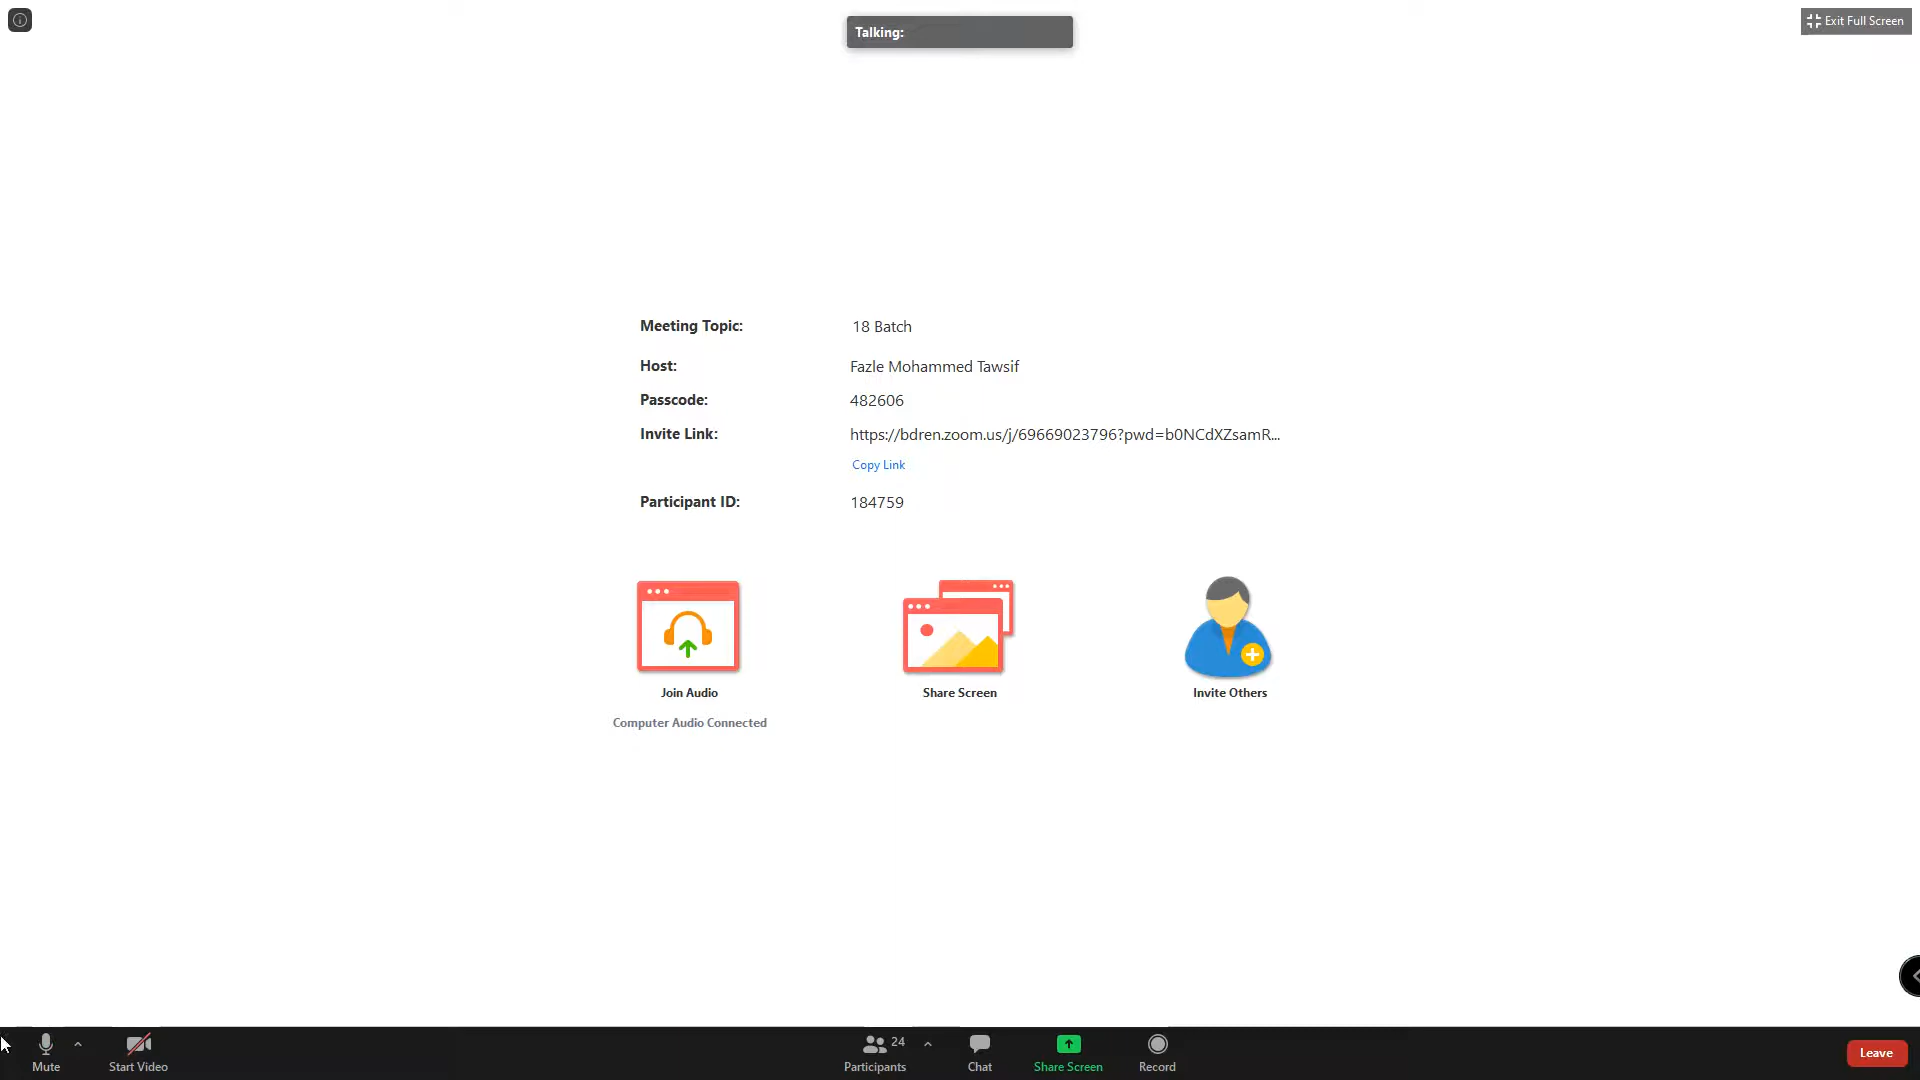 Talking:
Exit Full Screen
Meeting Topic: 18 Batch
Host: Fazle Mohammed Tawsif
Passcode: 482606
Invite Link: https://bdren.zoom.us/j/69669023796?pwd=b0NCdXZsamR...
Copy Link
Participant ID: 184759
Join Audio
Share Screen
Invite Others
Computer Audio Connected
24
Mute
Start Video
Participants
Chat
Share Screen
Record
Leave